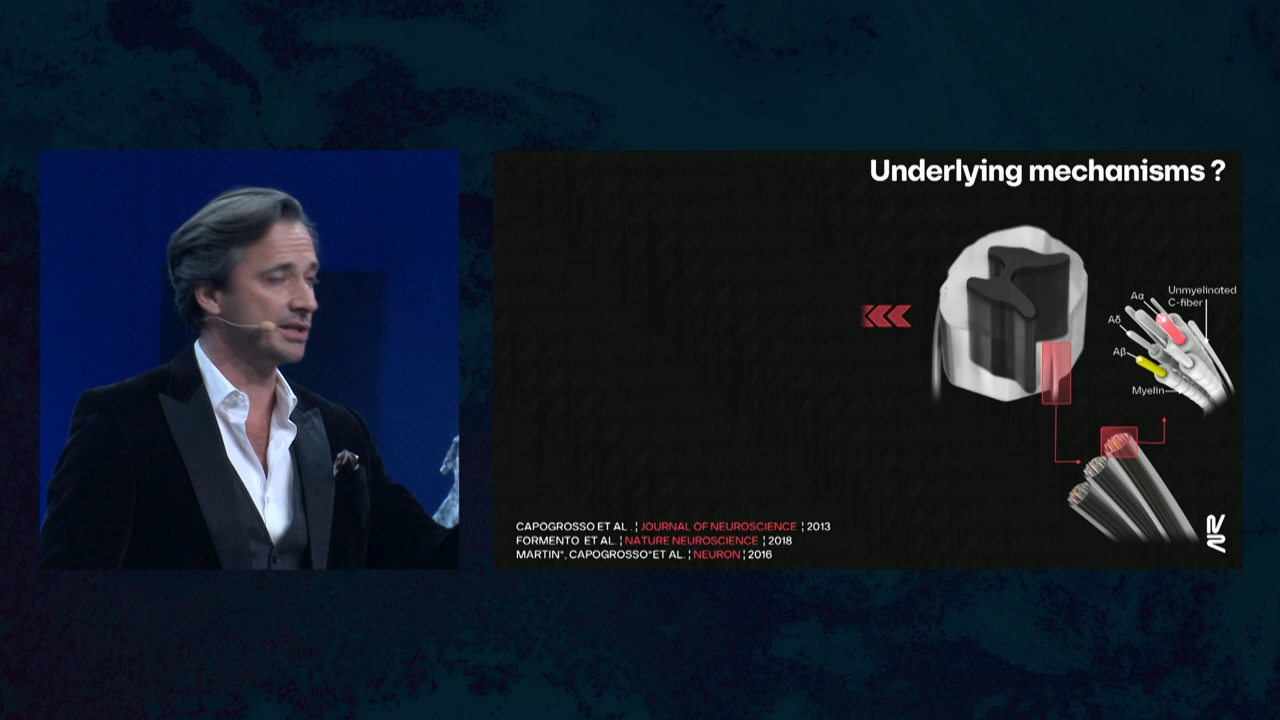 Underlying mechanisms ?
Unmyelinated
C-fiber
Aα
Aδ
Aβ
Myelin
CAPOGROSSO ET AL . ¦ JOURNAL OF NEUROSCIENCE ¦ 2013
FORMENTO ET AL. ¦ NATURE NEUROSCIENCE ¦ 2018
MARTIN*, CAPOGROSSO*ET AL. ¦ NEURON ¦ 2016